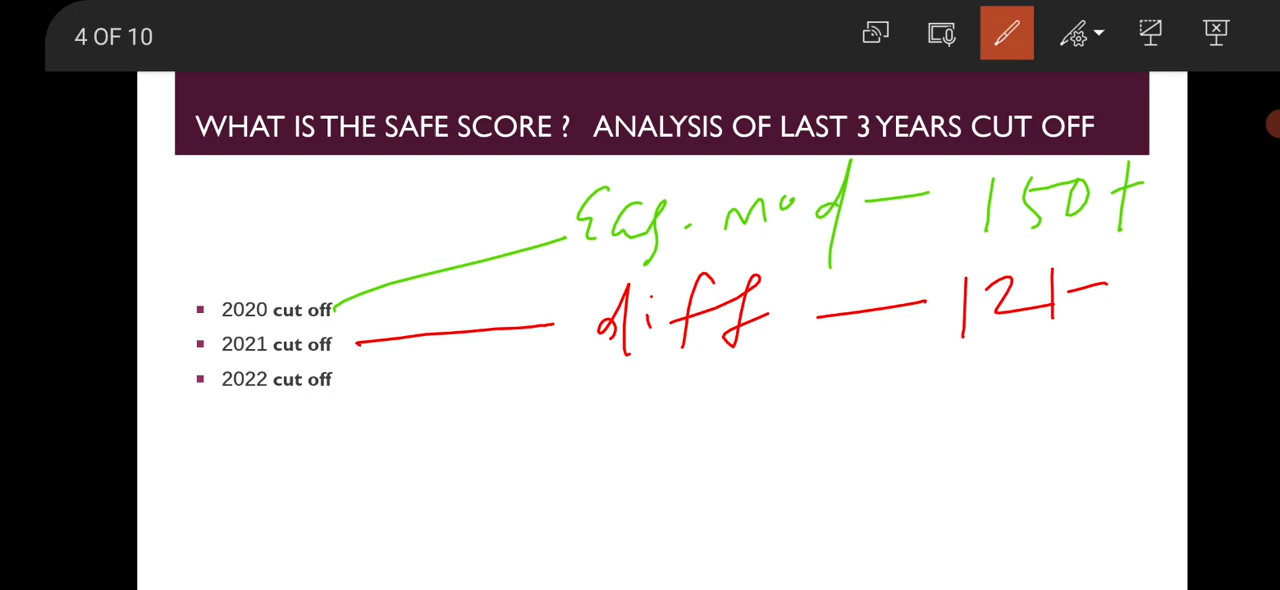 4 OF 10
WHAT IS THE SAFE SCORE ? ANALYSIS OF LAST 3 YEARS CUT OFF
Easy. mod — 150+
2020 cut off
diff — 121-
2021 cut off
2022 cut off